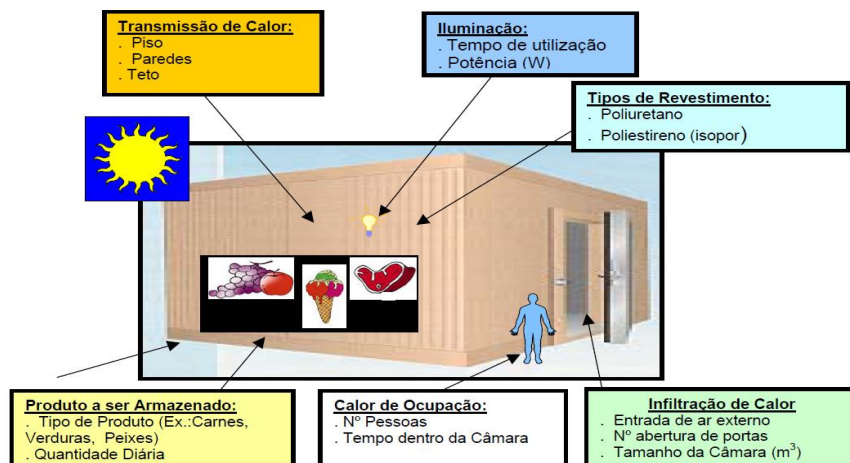 Transmissão de Calor:
. Piso
. Paredes
. Teto
Iluminação:
. Tempo de utilização
. Potência (W)
Tipos de Revestimento:
. Poliuretano
. Poliestireno (isopor)
Produto a ser Armazenado:
. Tipo de Produto (Ex.:Carnes,
Verduras, Peixes)
. Quantidade Diária
Calor de Ocupação:
. Nº Pessoas
. Tempo dentro da Câmara
Infiltração de Calor
. Entrada de ar externo
. Nº abertura de portas
. Tamanho da Câmara (m³)